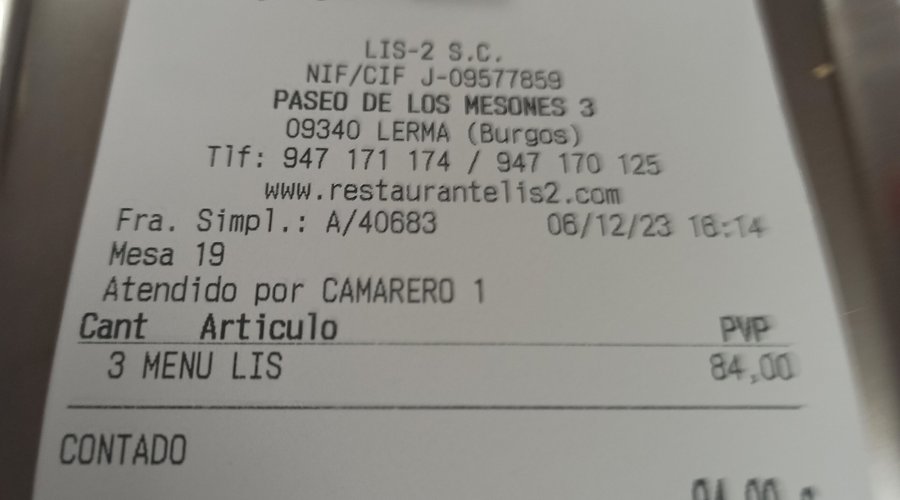 LIS-2 S.C.
NIF/CIF J-09577859
PASEO DE LOS MESONES 3
09340 LERMA (Burgos)
Tlf: 947 171 174 / 947 170 125
www.restaurantelis2.com
Fra. Simpl.: A/40683 06/12/23 16:14
Mesa 19
Atendido por CAMARERO 1
Cant Articulo PVP
3 MENU LIS 84,00
CONTADO